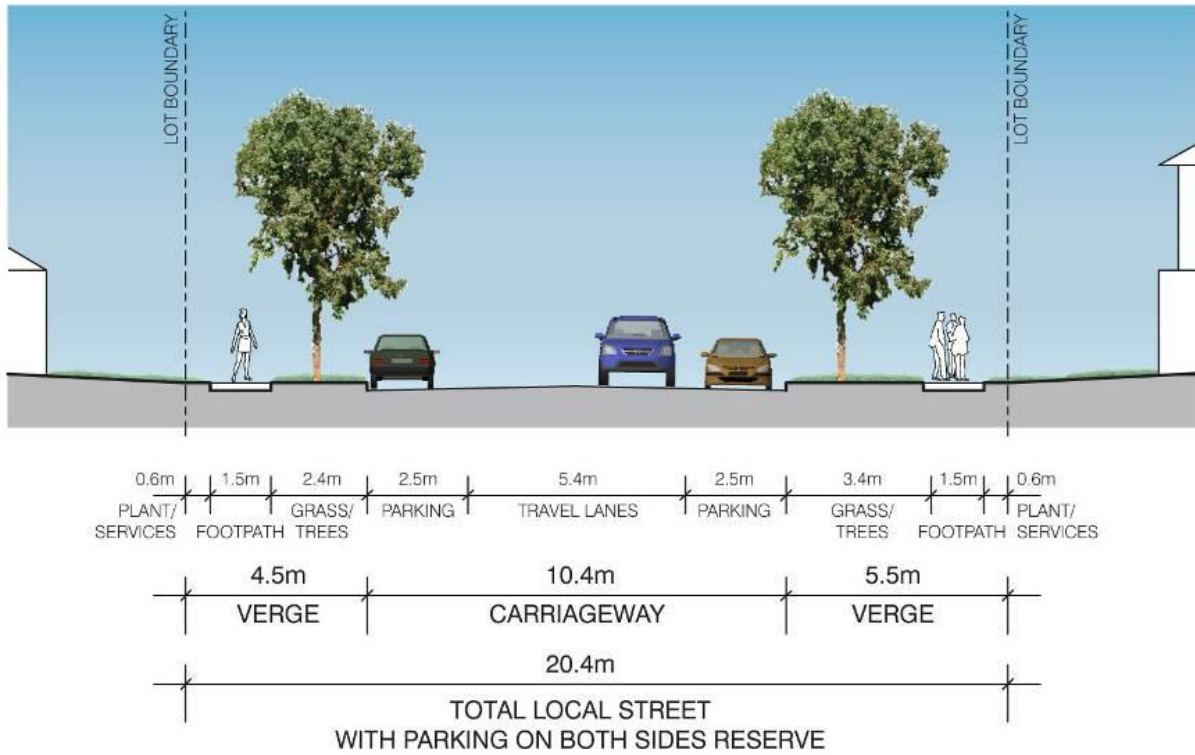 LOT BOUNDARY
LOT BOUNDARY
0.6m 1.5m 2.4m 2.5m 5.4m 2.5m 3.4m 1.5m 0.6m
PLANT/ GRASS/ PARKING TRAVEL LANES PARKING GRASS/ PLANT/
SERVICES FOOTPATH TREES TREES FOOTPATH SERVICES
4.5m 10.4m 5.5m
VERGE CARRIAGEWAY VERGE
20.4m
TOTAL LOCAL STREET
WITH PARKING ON BOTH SIDES RESERVE